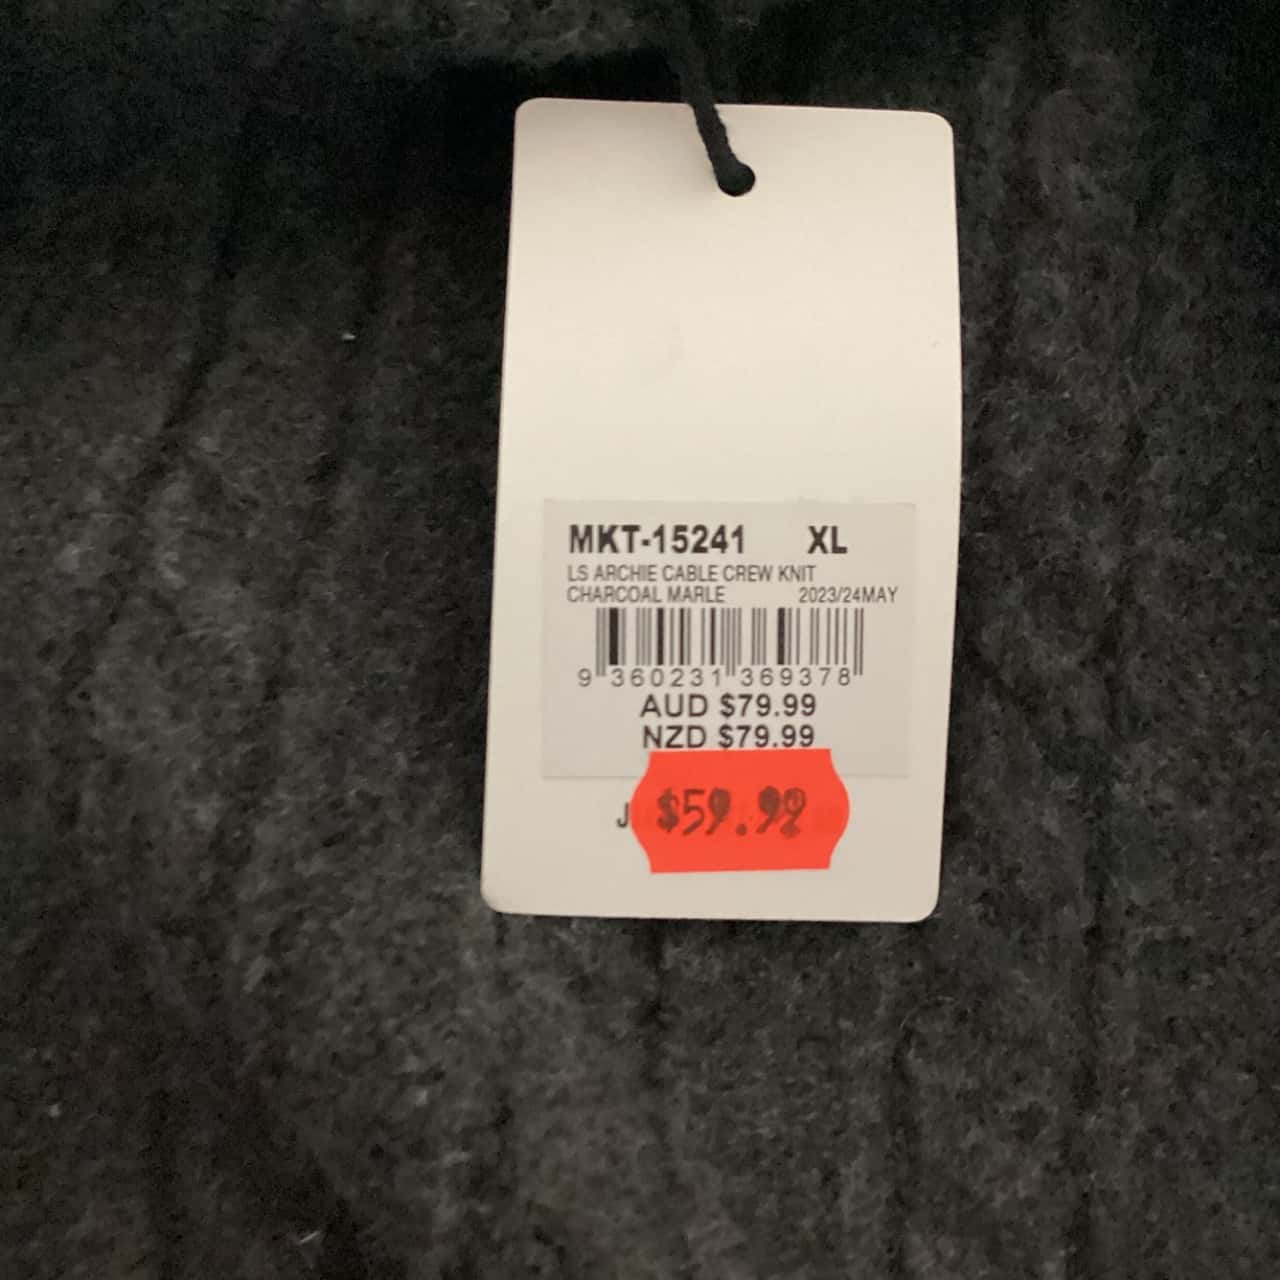 MKT-15241 XL
LS ARCHIE CABLE CREW KNIT
CHARCOAL MARLE 2023/24MAY
9 360231 369378
AUD $79.99
NZD $79.99
J
$59.99